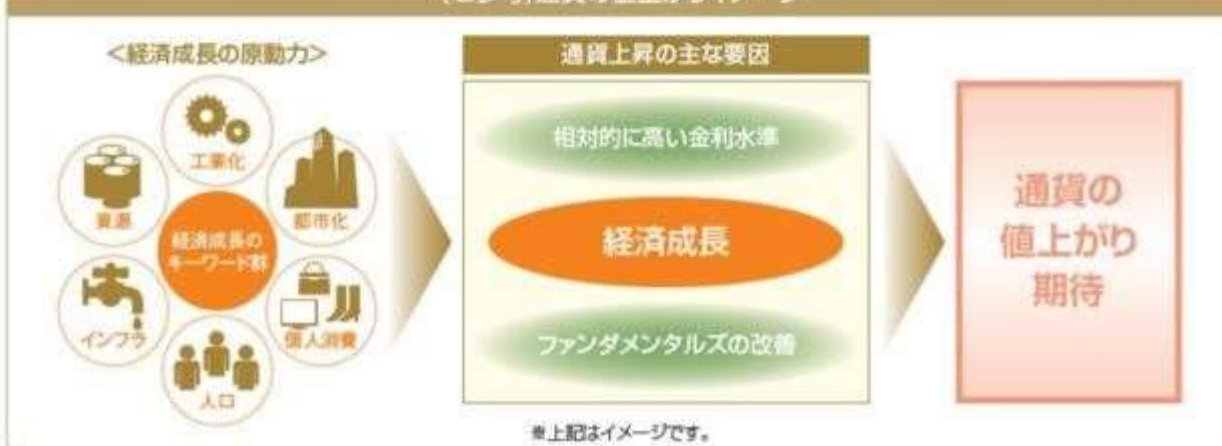 <経済成長の原動力>
工業化
資源
都市化
経済成長の
キーワード群
インフラ
個人消費
人口
通貨上昇の主な要因
相対的に高い金利水準
経済成長
ファンダメンタルズの改善
通貨の
値上がり
期待
※上記はイメージです。